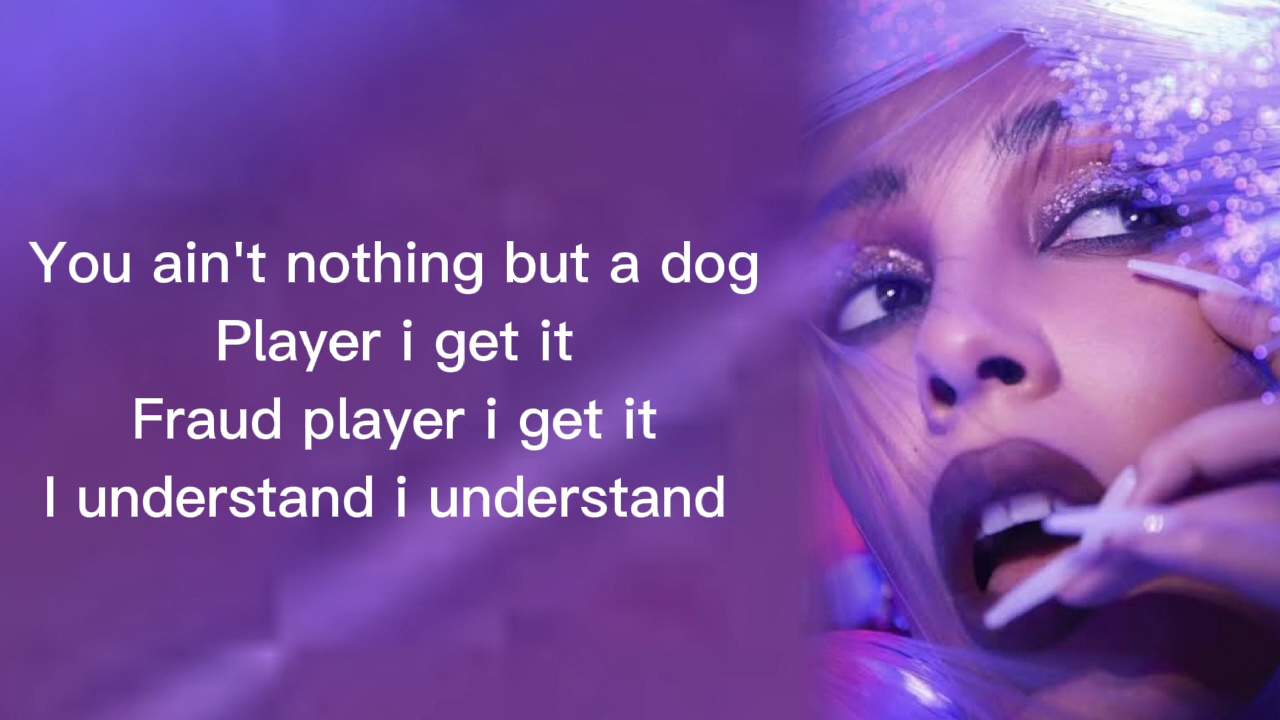 You ain't nothing but a dog
Player i get it
Fraud player i get it
I understand i understand